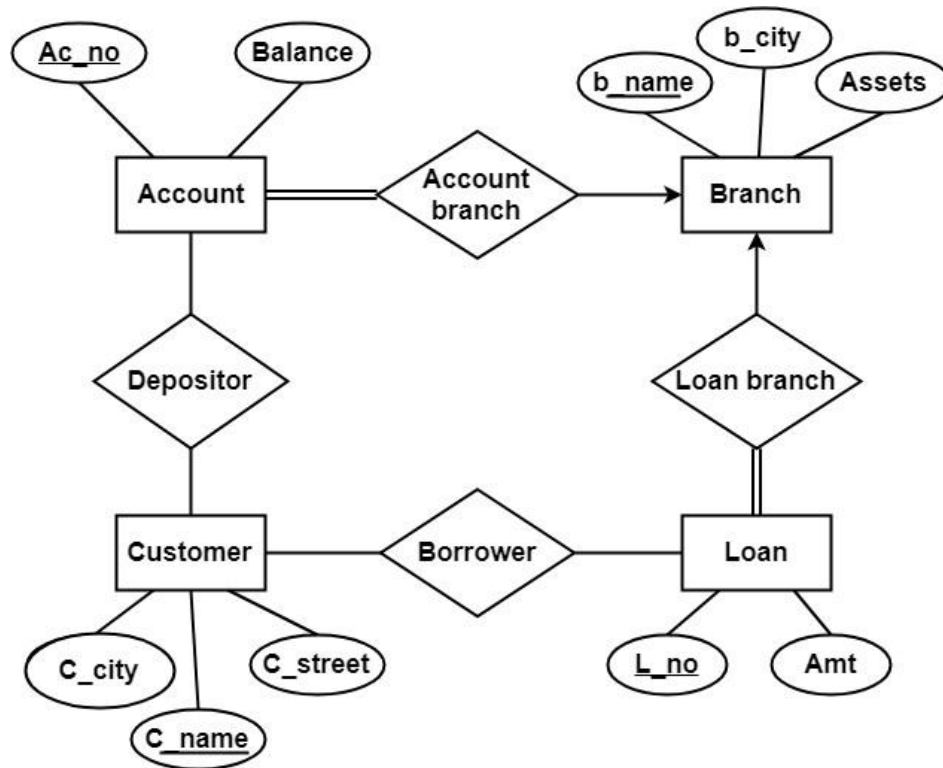 Ac_no
Balance
b_city
b_name
Assets
Account
Account
branch
Branch
Depositor
Loan branch
Customer
Borrower
Loan
C_city
C_street
L_no
Amt
C_name